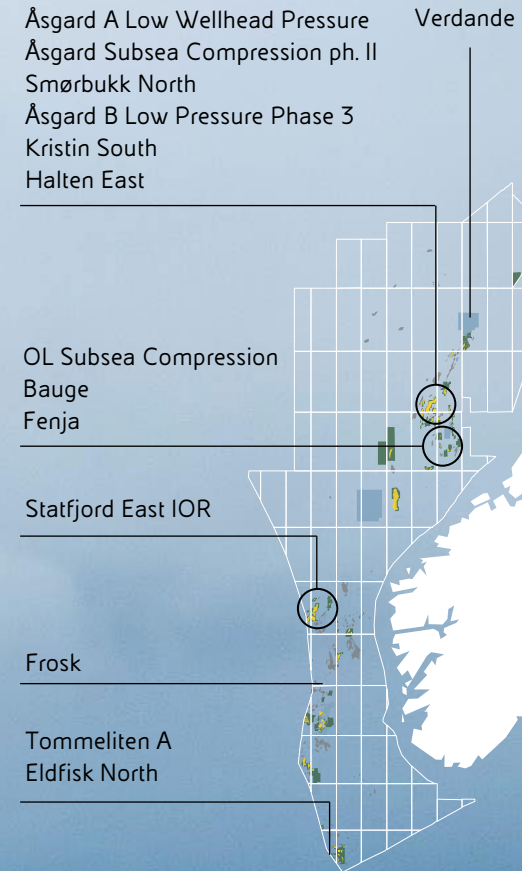 Åsgard A Low Wellhead Pressure
Åsgard Subsea Compression ph. II
Smørbukk North
Åsgard B Low Pressure Phase 3
Kristin South
Halten East
Verdande
OL Subsea Compression
Bauge
Fenja
Statfjord East IOR
Frosk
Tommeliten A
Eldfisk North